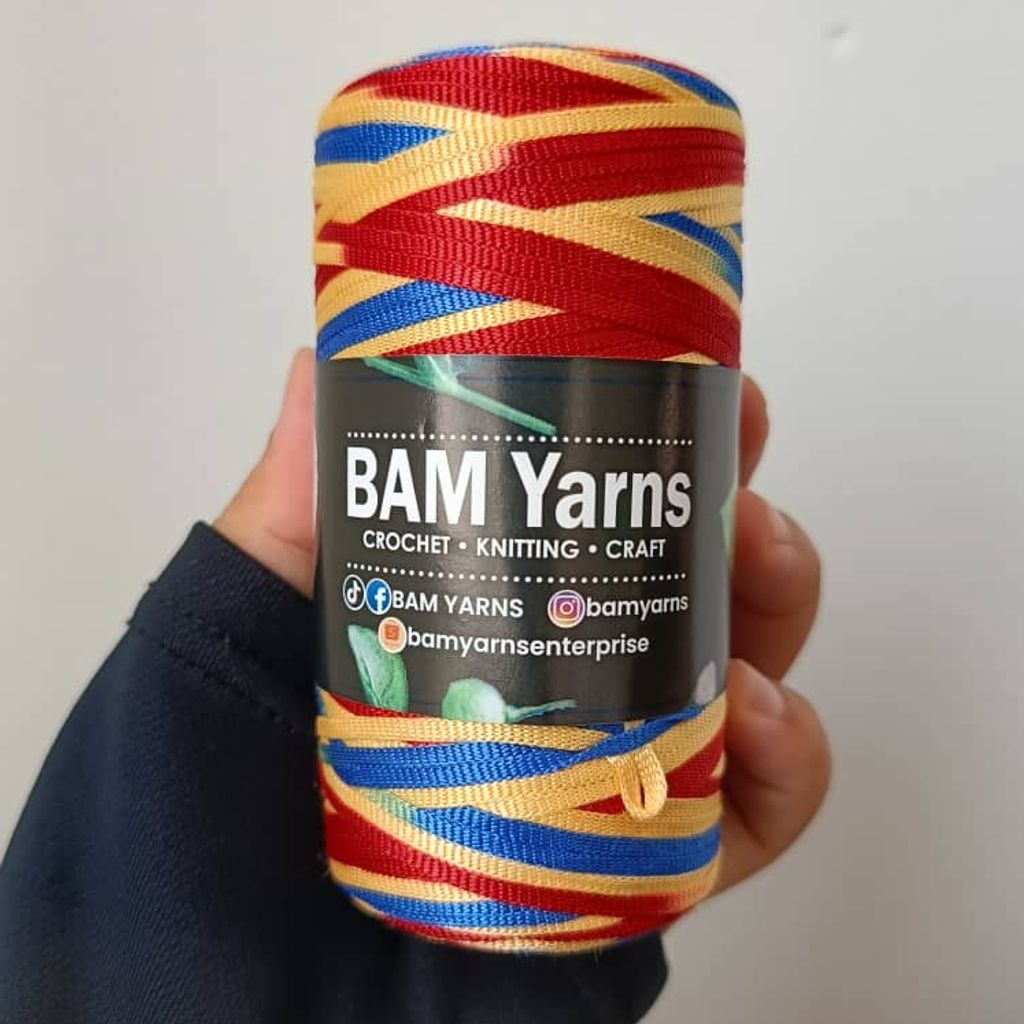 BAM Yarns
CROCHET • KNITTING • CRAFT
BAM YARNS bamyarns
bamyarnsenterprise